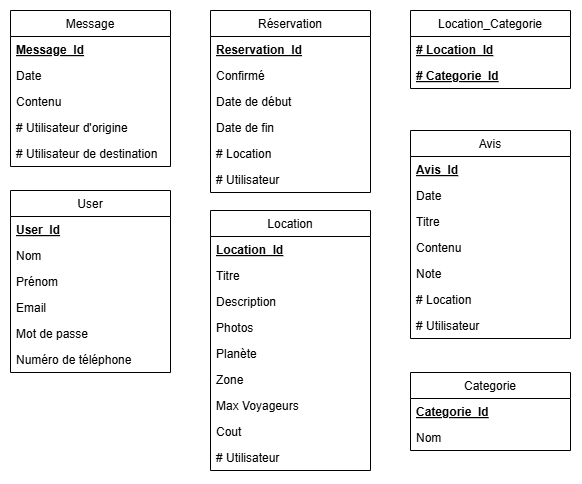 Message
Message_Id
Date
Contenu
# Utilisateur d'origine
# Utilisateur de destination
User
User_Id
Nom
Prénom
Email
Mot de passe
Numéro de téléphone
Réservation
Reservation_Id
Confirmé
Date de début
Date de fin
# Location
# Utilisateur
Location
Location_Id
Titre
Description
Photos
Planète
Zone
Max Voyageurs
Cout
# Utilisateur
Location_Categorie
# Location_Id
# Categorie_Id
Avis
Avis_Id
Date
Titre
Contenu
Note
# Location
# Utilisateur
Categorie
Categorie_Id
Nom